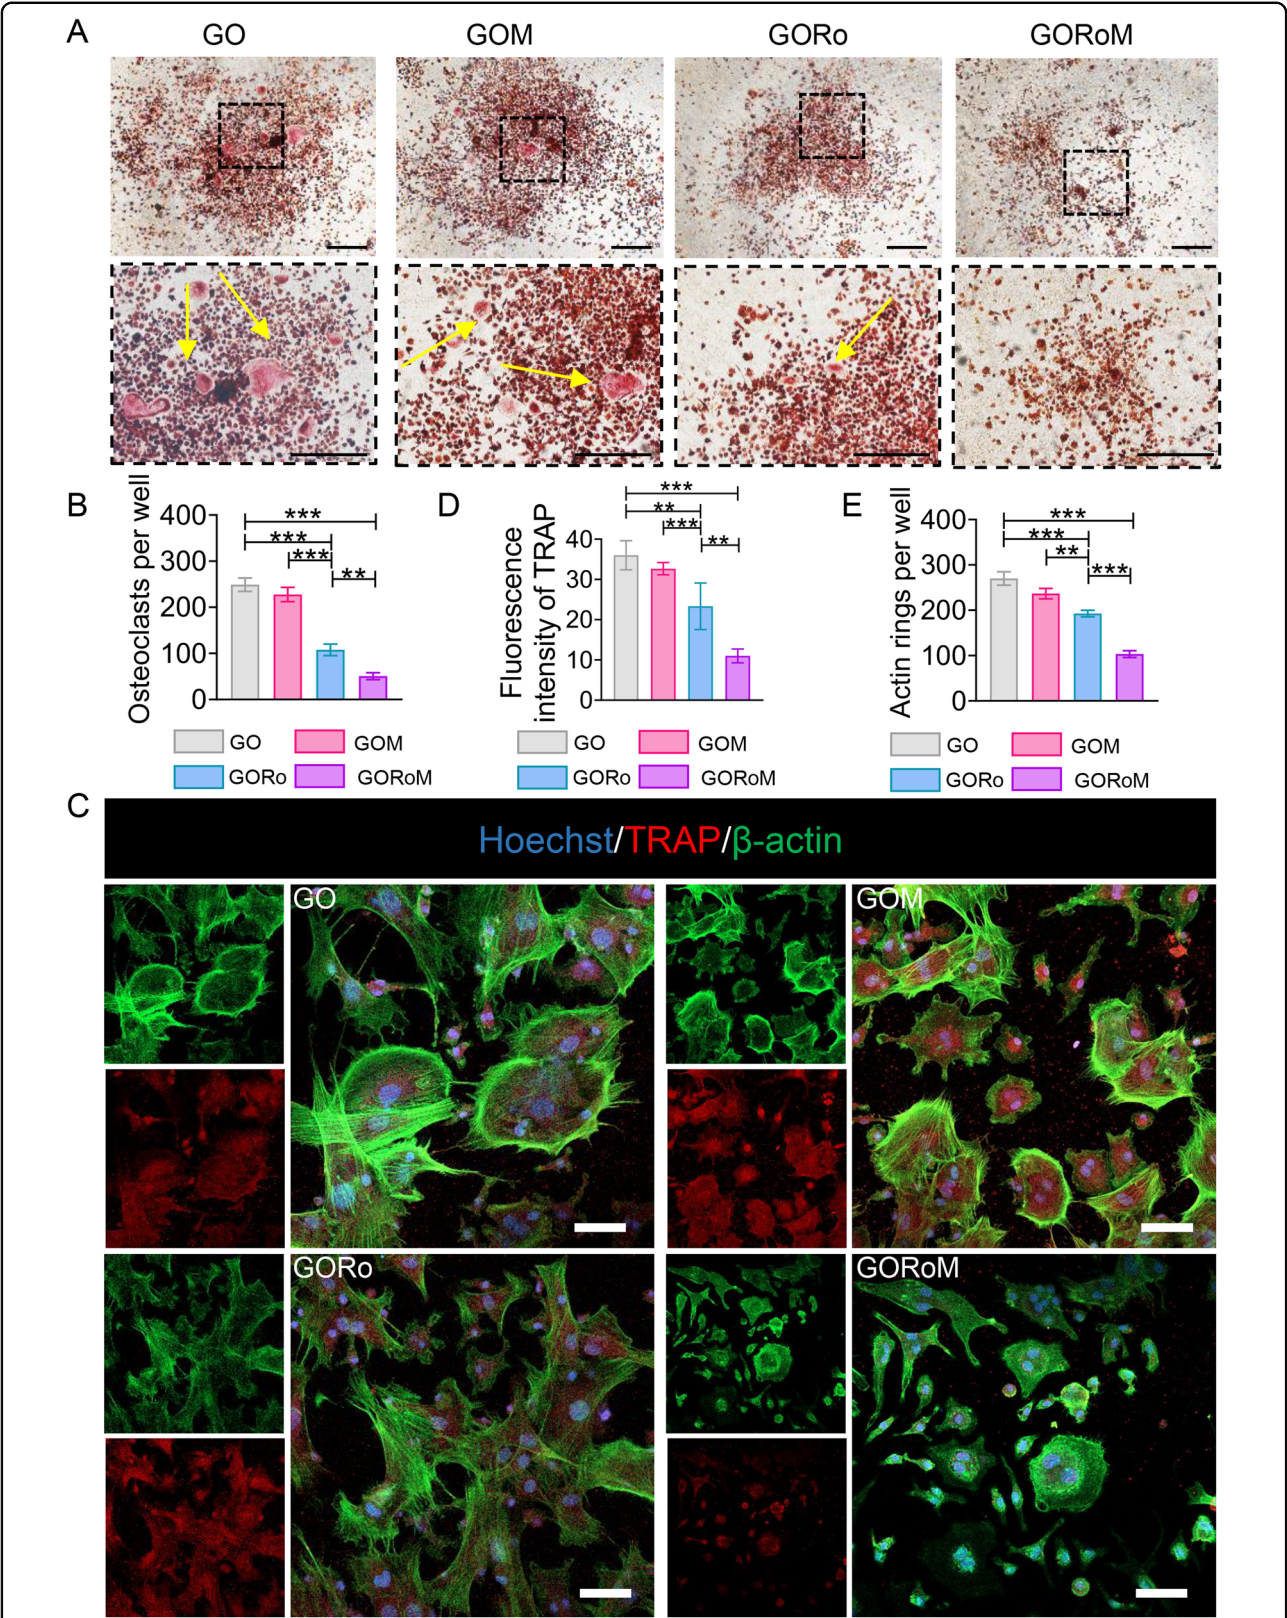 A
GO GOM GORo GORoM
B
Osteoclasts per well
400
300
200
100
0
***
***
***
**
GO GOM
GORo GORoM
D
Fluorescence
intensity of TRAP
40
30
20
10
0
***
**
***
**
GO GOM
GORo GORoM
E
Actin rings per well
400
300
200
100
0
***
***
**
***
GO GOM
GORo GORoM
C
Hoechst/TRAP/β-actin
GO GOM
GORo GORoM